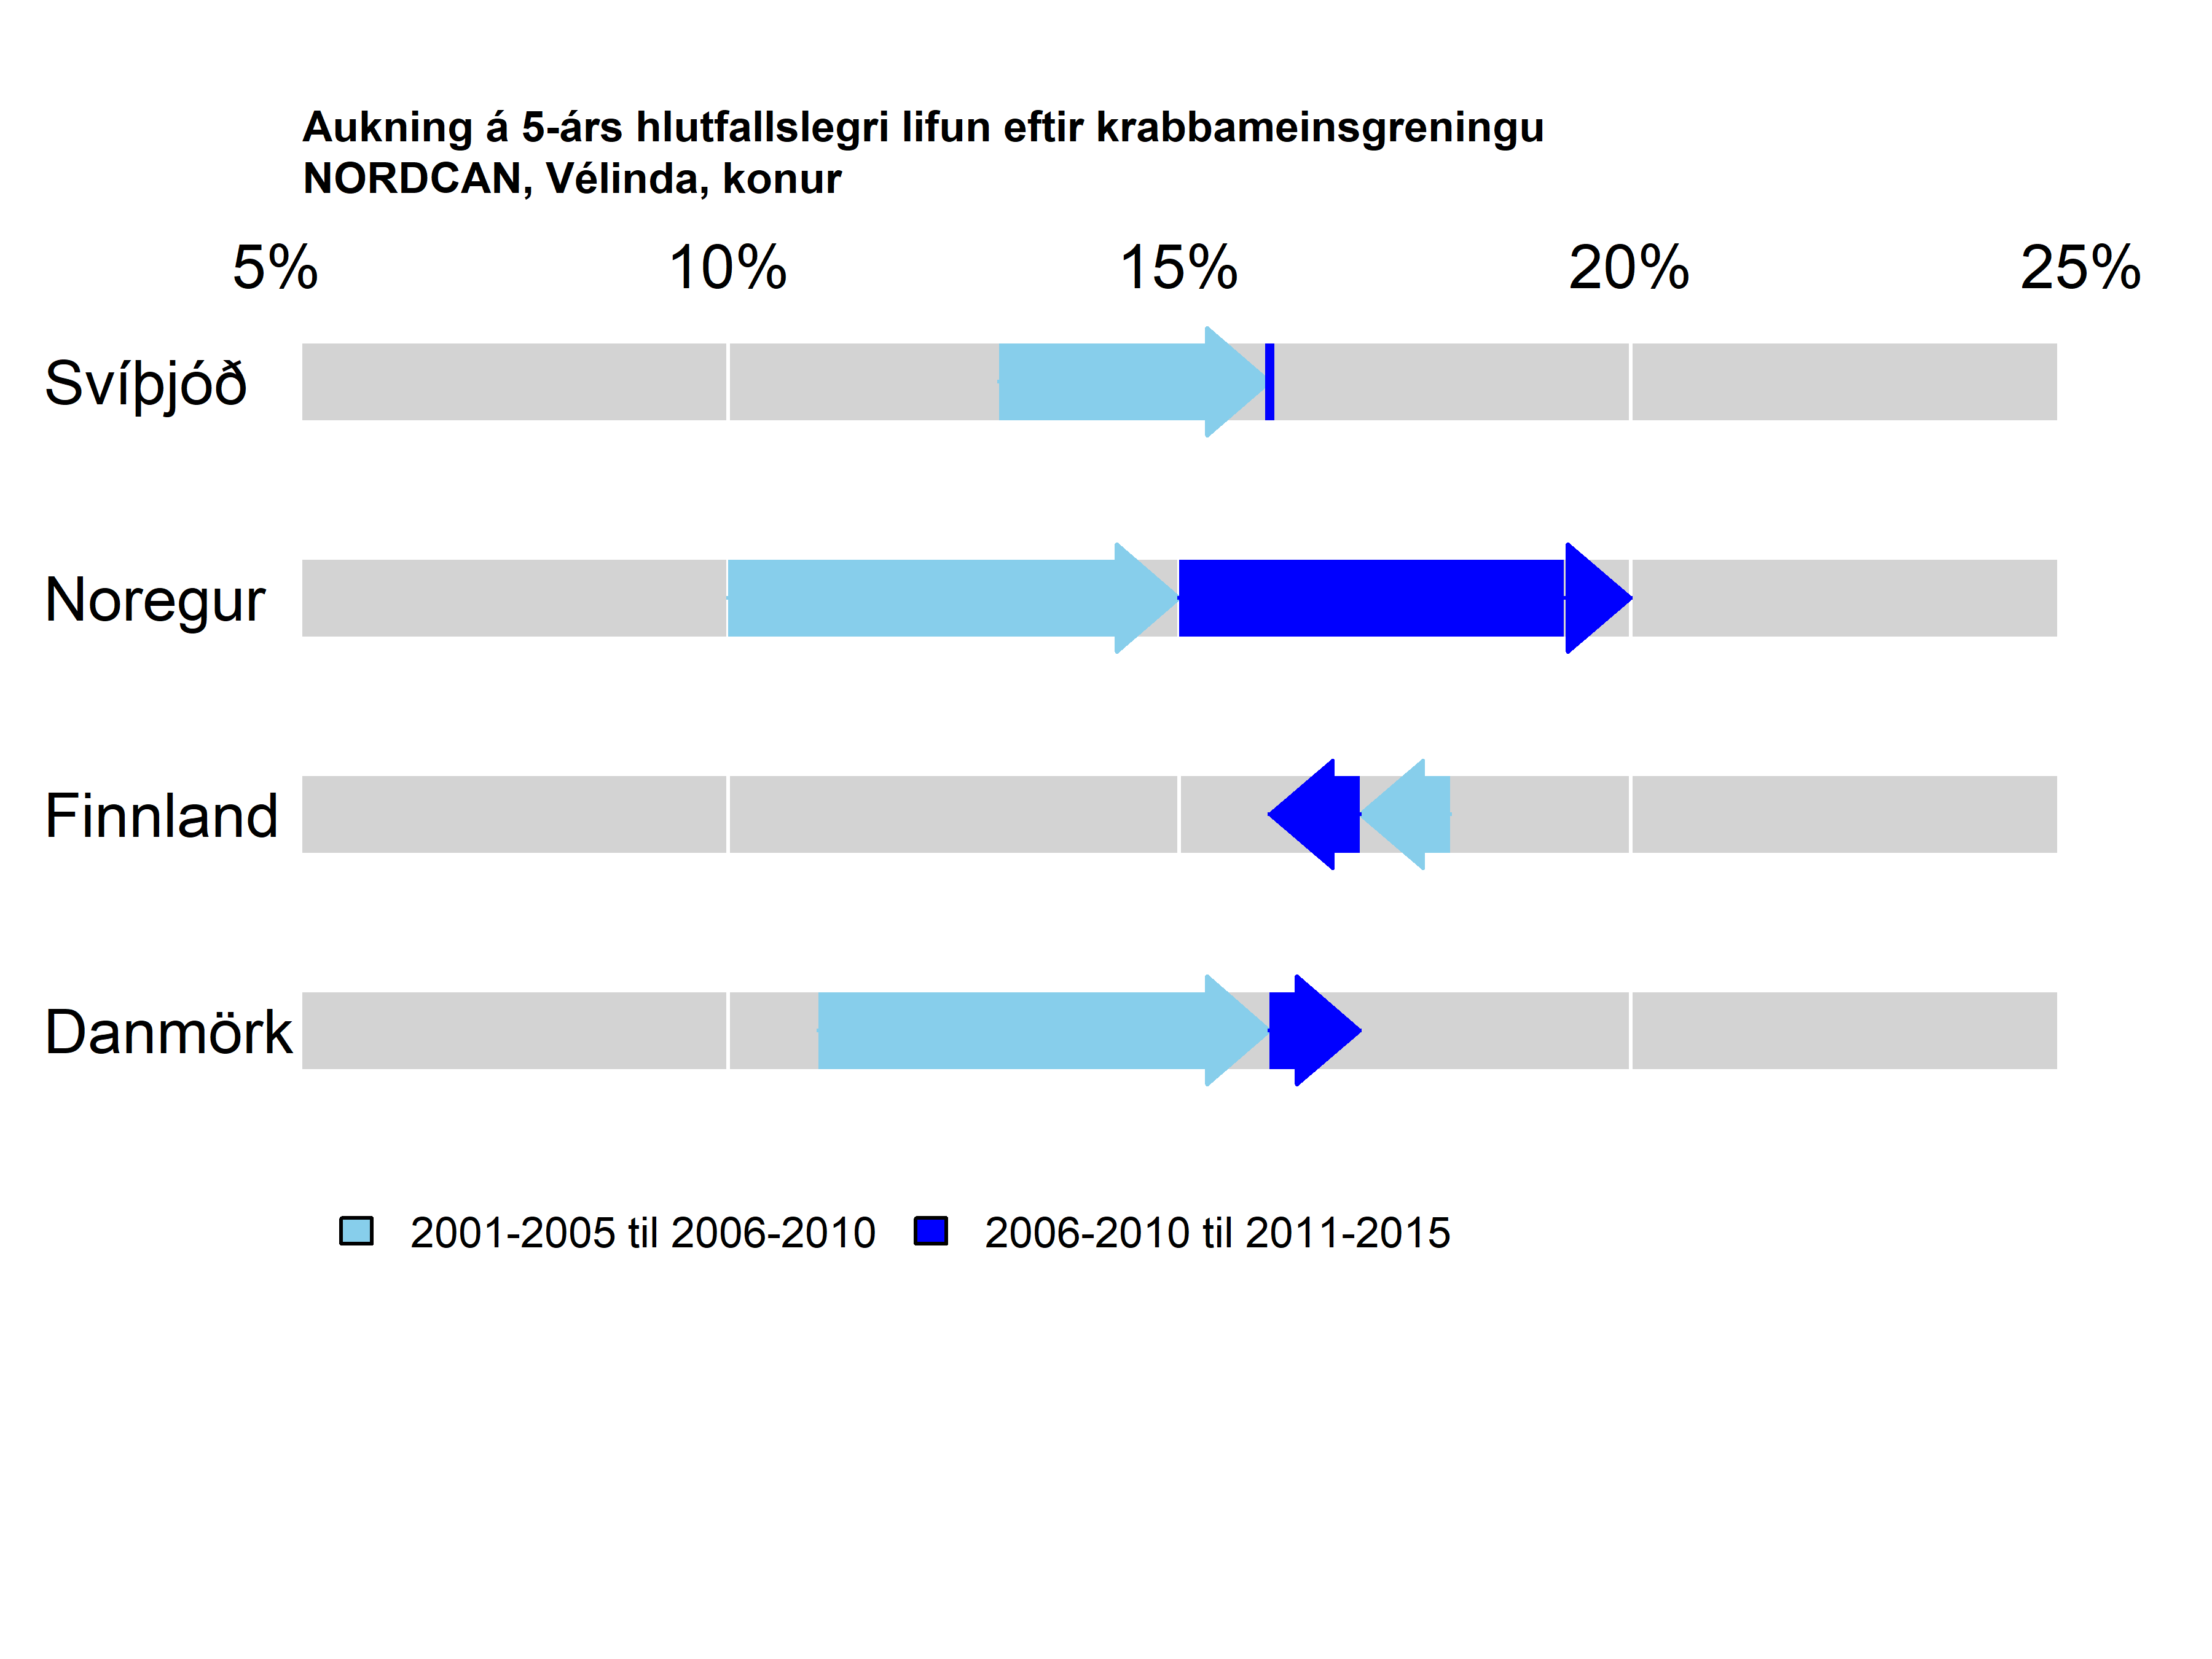 Aukning á 5-árs hlutfallslegri lifun eftir krabbameinsgreningu
NORDCAN, Vélinda, konur
5% 10% 15% 20% 25%
Svíþjóð
Noregur
Finnland
Danmörk
2001-2005 til 2006-2010 2006-2010 til 2011-2015